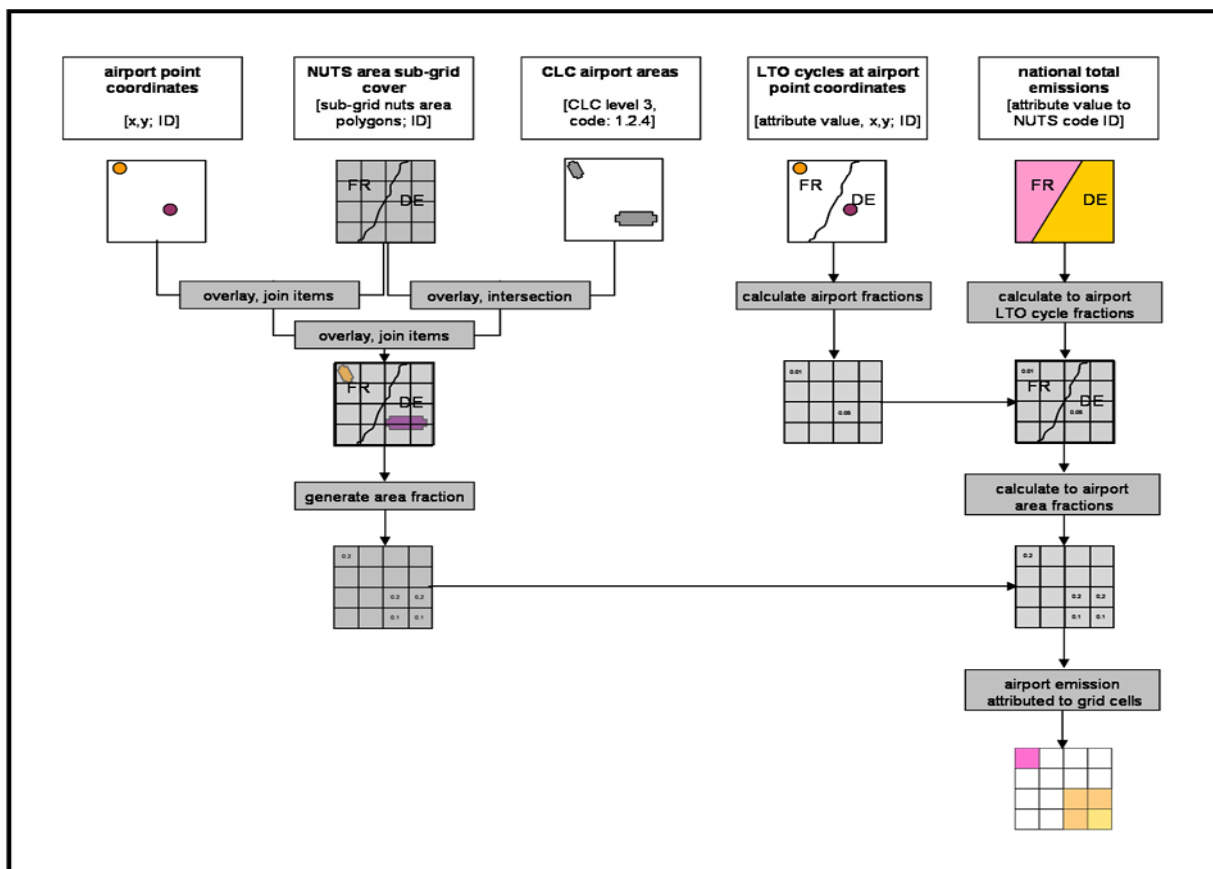 airport point
coordinates
[x,y; ID]
NUTS area sub-grid
cover
[sub-grid nuts area
polygons; ID]
CLC airport areas
[CLC level 3,
code: 1.2.4]
LTO cycles at airport
point coordinates
[attribute value, x,y; ID]
national total
emissions
[attribute value to
NUTS code ID]
FR
DE
FR
DE
FR
DE
overlay, join items
overlay, intersection
calculate airport fractions
calculate to airport
LTO cycle fractions
overlay, join items
FR
DE
0.01
0.05
0.01
FR
DE
0.05
generate area fraction
calculate to airport
area fractions
0.2
0.2
0.2
0.1
0.1
0.2
0.2
0.2
0.1
0.1
airport emission
attributed to grid cells